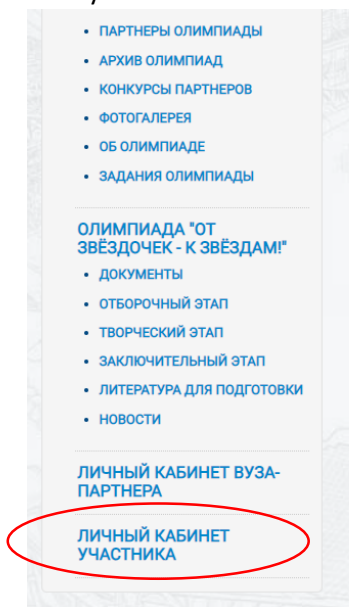 ПАРТНЕРЫ ОЛИМПИАДЫ
АРХИВ ОЛИМПИАД
КОНКУРСЫ ПАРТНЕРОВ
ФОТОГАЛЕРЕЯ
ОБ ОЛИМПИАДЕ
ЗАДАНИЯ ОЛИМПИАДЫ
ОЛИМПИАДА "ОТ
ЗВЁЗДОЧЕК - К ЗВЁЗДАМ!"
ДОКУМЕНТЫ
ОТБОРОЧНЫЙ ЭТАП
ТВОРЧЕСКИЙ ЭТАП
ЗАКЛЮЧИТЕЛЬНЫЙ ЭТАП
ЛИТЕРАТУРА ДЛЯ ПОДГОТОВКИ
НОВОСТИ
ЛИЧНЫЙ КАБИНЕТ ВУЗА-
ПАРТНЕРА
ЛИЧНЫЙ КАБИНЕТ
УЧАСТНИКА